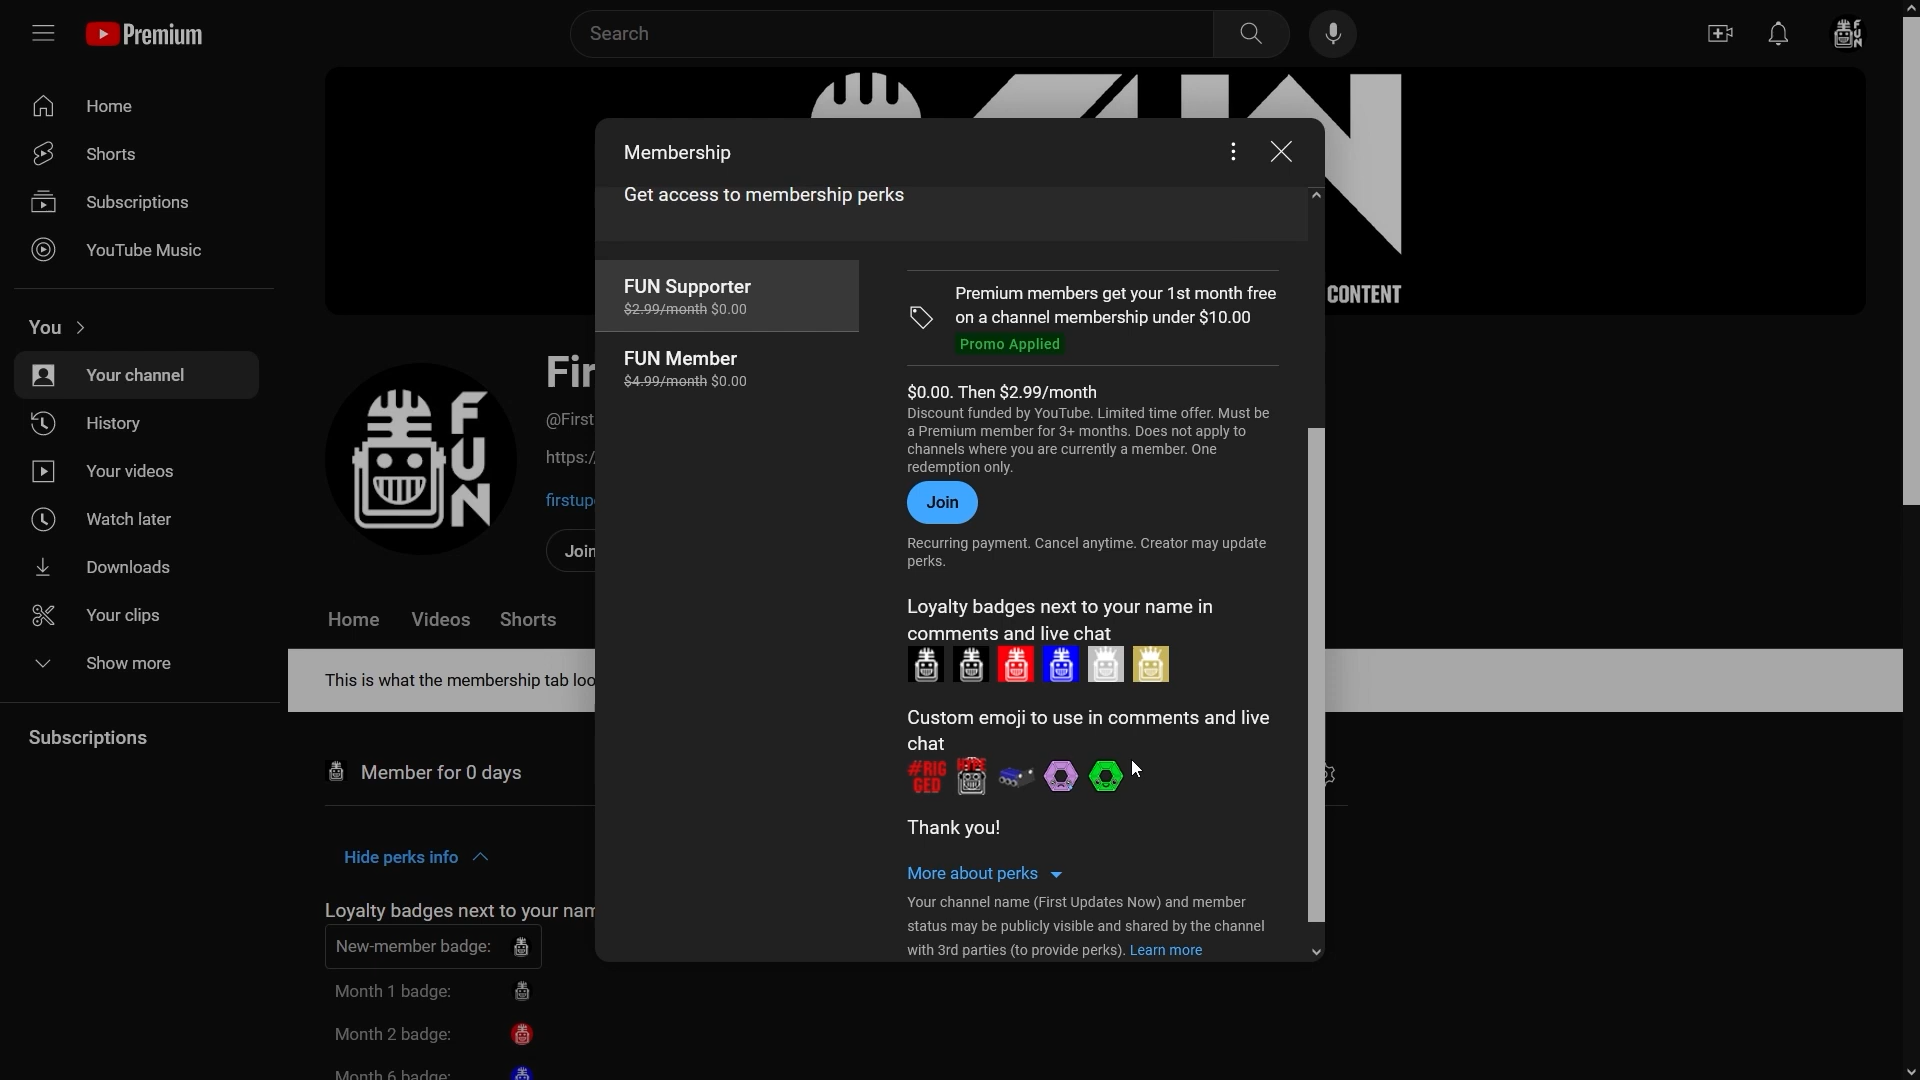 Premium
Search
Home
Shorts
Subscriptions
YouTube Music
You
Your channel
History
Your videos
Watch later
Downloads
Your clips
Show more
Subscriptions
CONTENT
FUN
Fir
@First
https:/
firstup
Join
Home Videos Shorts
This is what the membership tab loo
Member for 0 days
Hide perks info
Loyalty badges next to your nam
New-member badge:
Month 1 badge:
Month 2 badge:
Month 6 badge:
Membership
Get access to membership perks
FUN Supporter
$2.99/month $0.00
FUN Member
$4.99/month $0.00
Premium members get your 1st month free
on a channel membership under $10.00
Promo Applied
$0.00. Then $2.99/month
Discount funded by YouTube. Limited time offer. Must be
a Premium member for 3+ months. Does not apply to
channels where you are currently a member. One
redemption only.
Join
Recurring payment. Cancel anytime. Creator may update
perks.
Loyalty badges next to your name in
comments and live chat
Custom emoji to use in comments and live
chat
#RIG
GED
HYPE
Thank you!
More about perks
Your channel name (First Updates Now) and member
status may be publicly visible and shared by the channel
with 3rd parties (to provide perks). Learn more